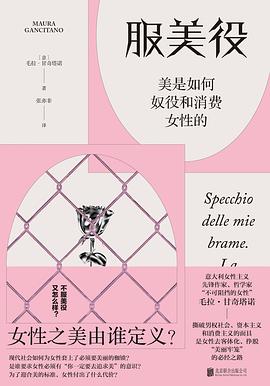 MAURA
GANCITANO
[意]
毛拉·甘奇塔诺
著
张亦非
译
服美役
美是如何
奴役和消费
女性的
Specchio
delle mie
brame.
La
不服美役
又怎么样?
女性之美由谁定义?
现代社会如何为女性套上了必须要美丽的枷锁?
是谁要求女性必须有“你一定要去追求美”的意识?
为了迎合美的标准,女性付出了什么代价?
意大利女性主义
先锋作家、哲学家
“不可阻挡的女性”
毛拉·甘奇塔诺——
撕破男权社会、资本主义
和消费主义的面具
是女性去客体化,挣脱
“美丽牢笼”
的必经之路
北京联合出版公司